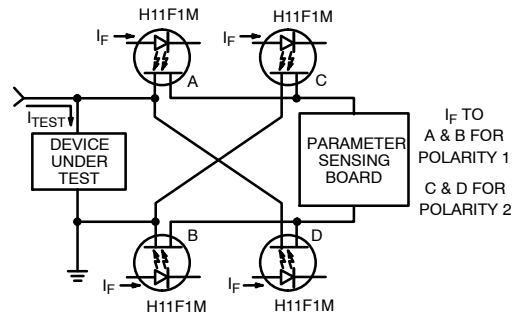 H11F1M H11F1M
I_F I_F
A C
I_TEST
DEVICE
UNDER
TEST
PARAMETER
SENSING
BOARD
I_F TO
A & B FOR
POLARITY 1
C & D FOR
POLARITY 2
B D
I_F I_F
H11F1M H11F1M